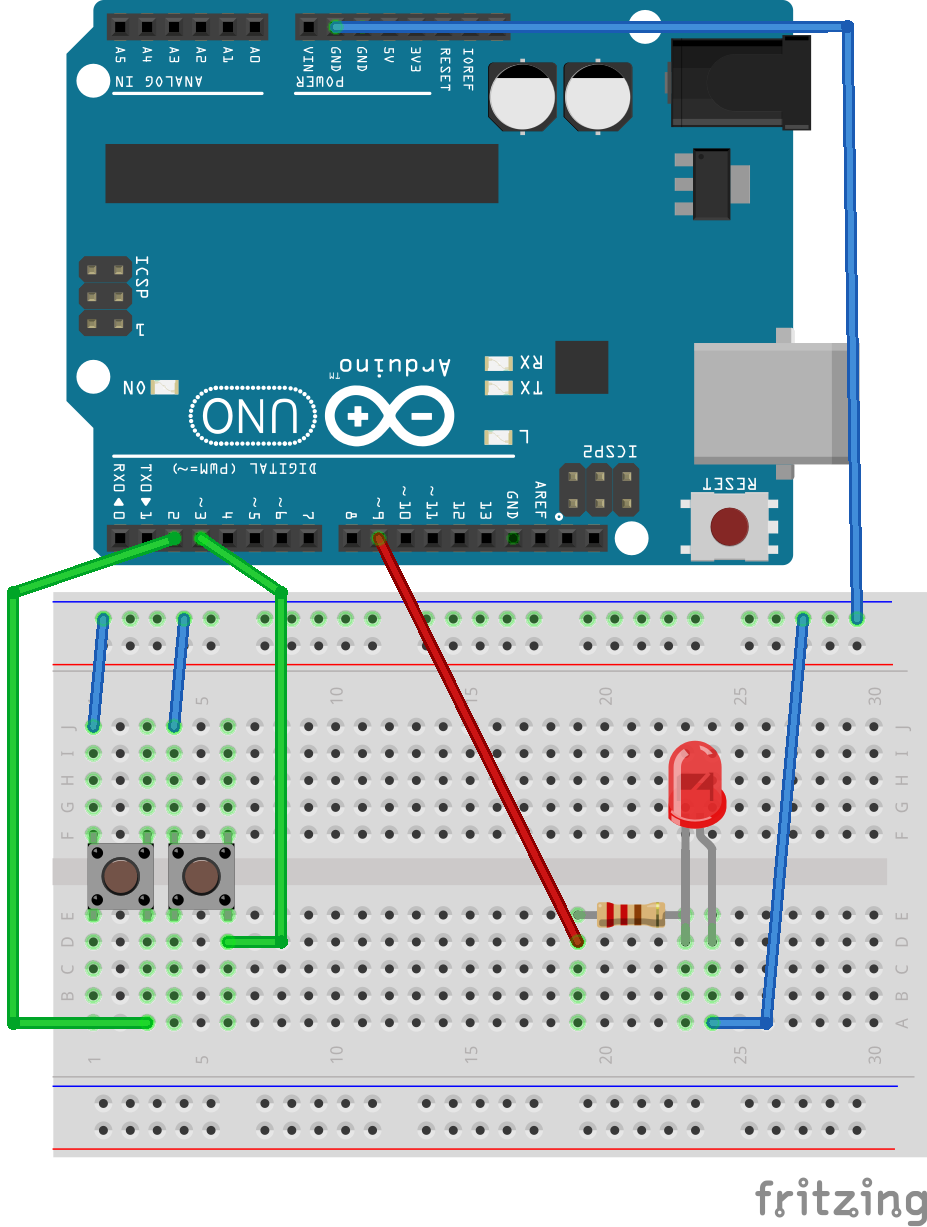 A5 A4 A3 A2 A1 A0
VIN GND GND 5V 3V3 RESET IOREF
ANALOG IN
POWER
ICSP
1
ON
UNO
Arduino
TM
RX
TX
L
ICSP2
RESET
DIGITAL (PWM=~)
RX0◄0 TX0►1 2 ~3 4 ~5 ~6 7 8 ~9 ~10 ~11 12 13 GND AREF
5 10 15 20 25 30
J J
I I
H H
G G
F F
E E
D D
C C
B B
A A
1 5 10 15 20 25 30
fritzing